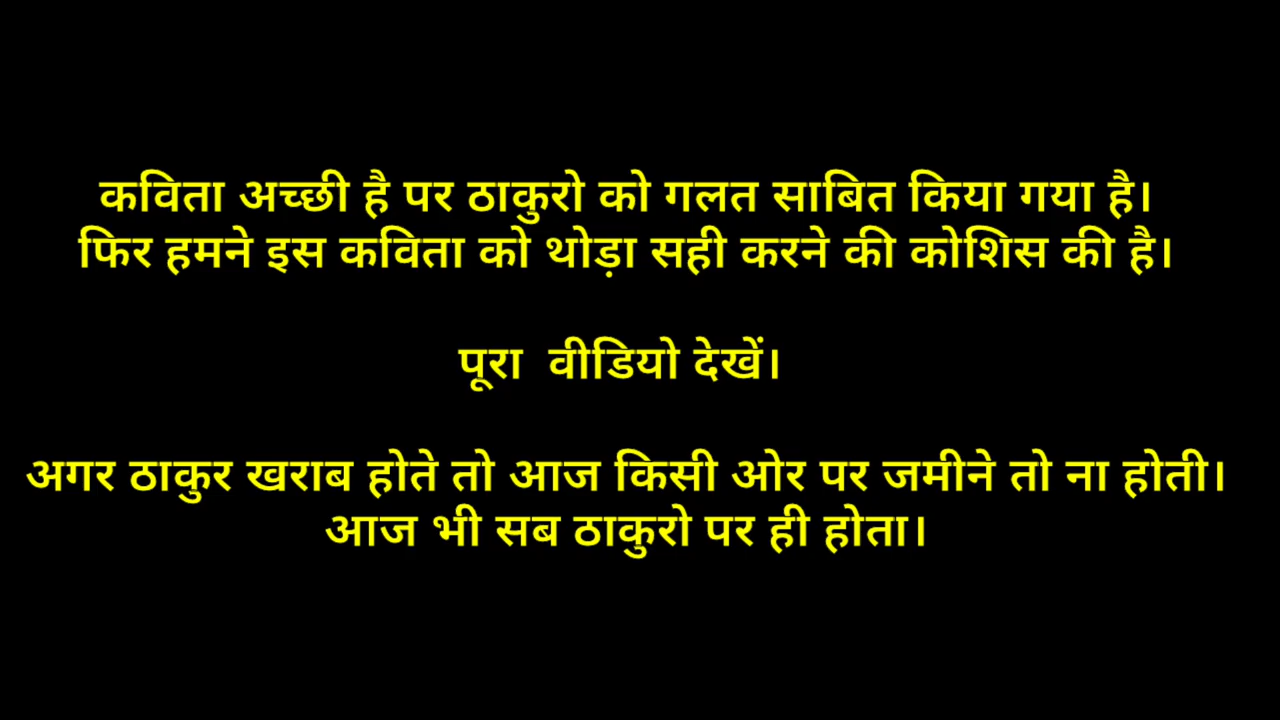 कविता अच्छी है पर ठाकुरो को गलत साबित किया गया है।
फिर हमने इस कविता को थोड़ा सही करने की कोशिस की है।
पूरा वीडियो देखें।
अगर ठाकुर खराब होते तो आज किसी ओर पर जमीने तो ना होती।
आज भी सब ठाकुरो पर ही होता।